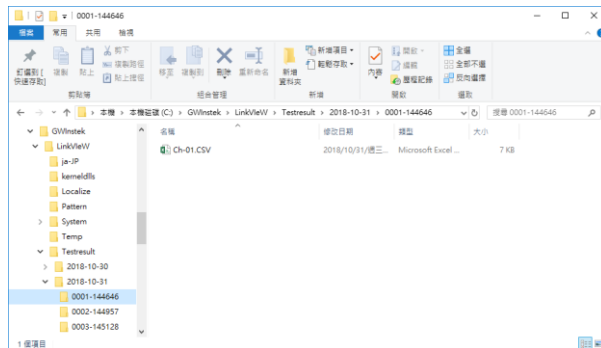 0001-144646
檔案 常用 共用 檢視
釘選到 [快速存取] 複製 貼上 剪下 複製路徑 貼上捷徑
移至 複製到 刪除 重新命名
新增資料夾 新增項目 輕鬆存取
內容 開啟 編輯 歷程記錄
全選 全部不選 反向選擇
剪貼簿 組合管理 新增 開啟 選取
本機 > 本機磁碟 (C:) > GWInstek > LinkVIeW > Testresult > 2018-10-31 > 0001-144646
搜尋 0001-144646
名稱 修改日期 類型 大小
Ch-01.CSV 2018/10/31/週三... Microsoft Excel ... 7 KB
GWInstek
LinkVIeW
ja-JP
kerneldlls
Localize
Pattern
System
Temp
Testresult
2018-10-30
2018-10-31
0001-144646
0002-144957
0003-145128
1 個項目